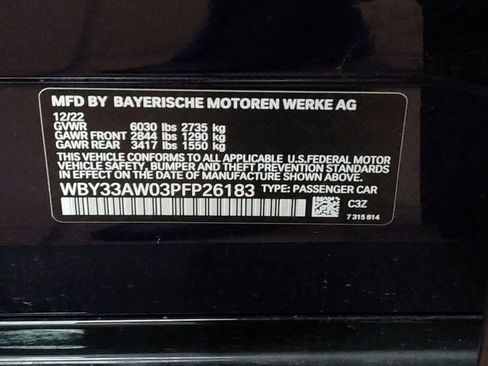 MFD BY BAYERISCHE MOTOREN WERKE AG
12/22
GVWR 6030 lbs 2735 kg
GAWR FRONT 2844 lbs 1290 kg
GAWR REAR 3417 lbs 1550 kg
THIS VEHICLE CONFORMS TO ALL APPLICABLE U.S.FEDERAL MOTOR
VEHICLE SAFETY, BUMPER, AND THEFT PREVENTION STANDARDS
IN EFFECT ON THE DATE OF MANUFACTURE SHOWN ABOVE.
WBY33AW03PFP26183 TYPE: PASSENGER CAR
C3Z
7 315 814